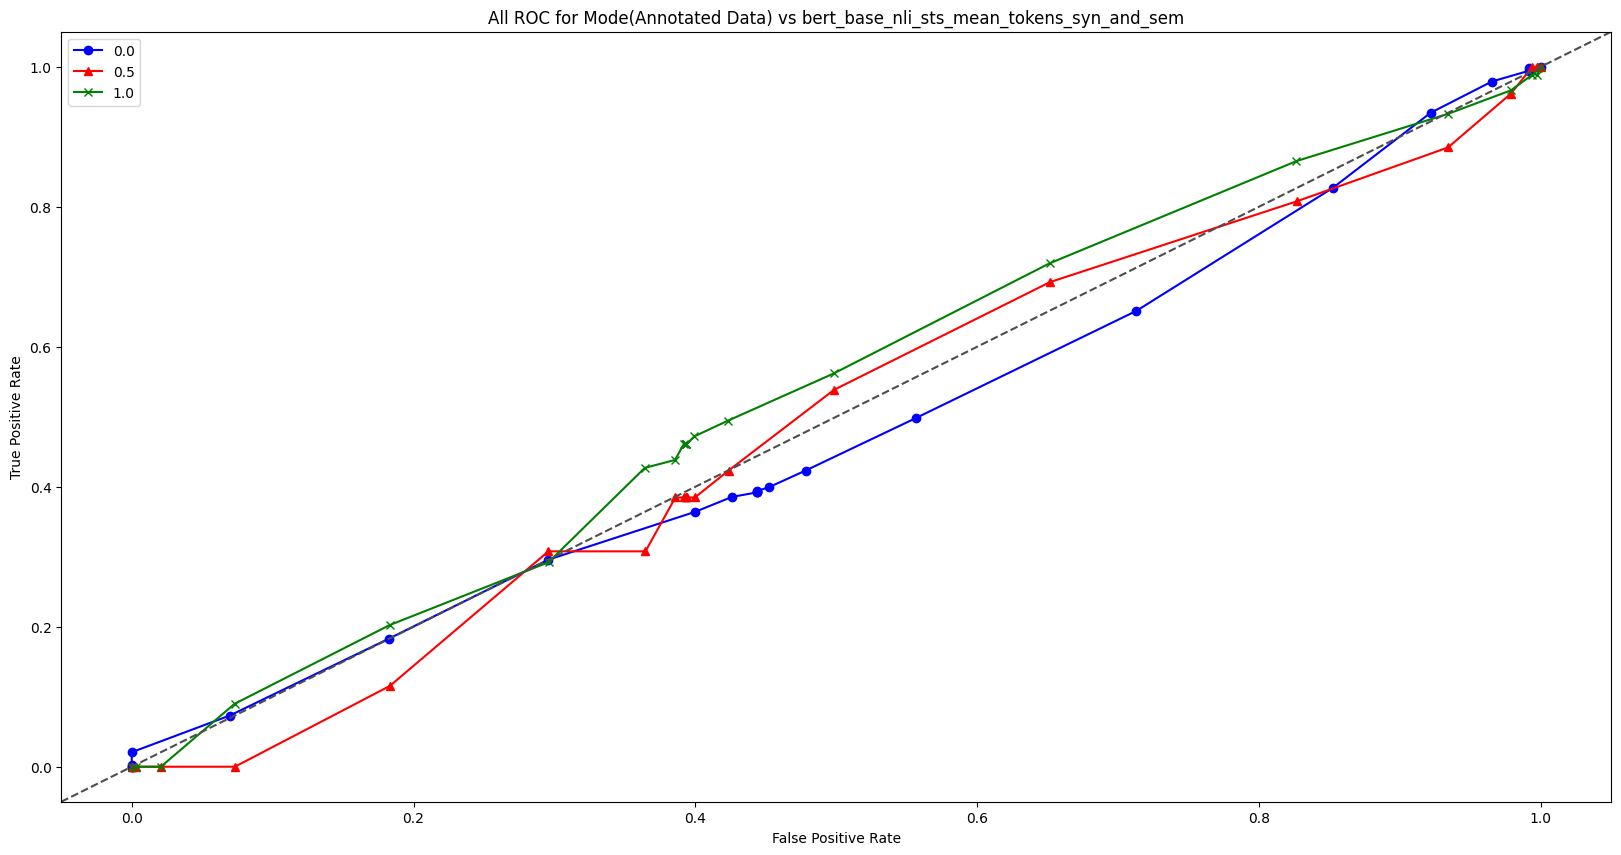 All ROC for Mode(Annotated Data) vs bert_base_nli_sts_mean_tokens_syn_and_sem
0.0
0.5
1.0
1.0
0.8
0.6
0.4
0.2
0.0
True Positive Rate
0.0 0.2 0.4 0.6 0.8 1.0
False Positive Rate